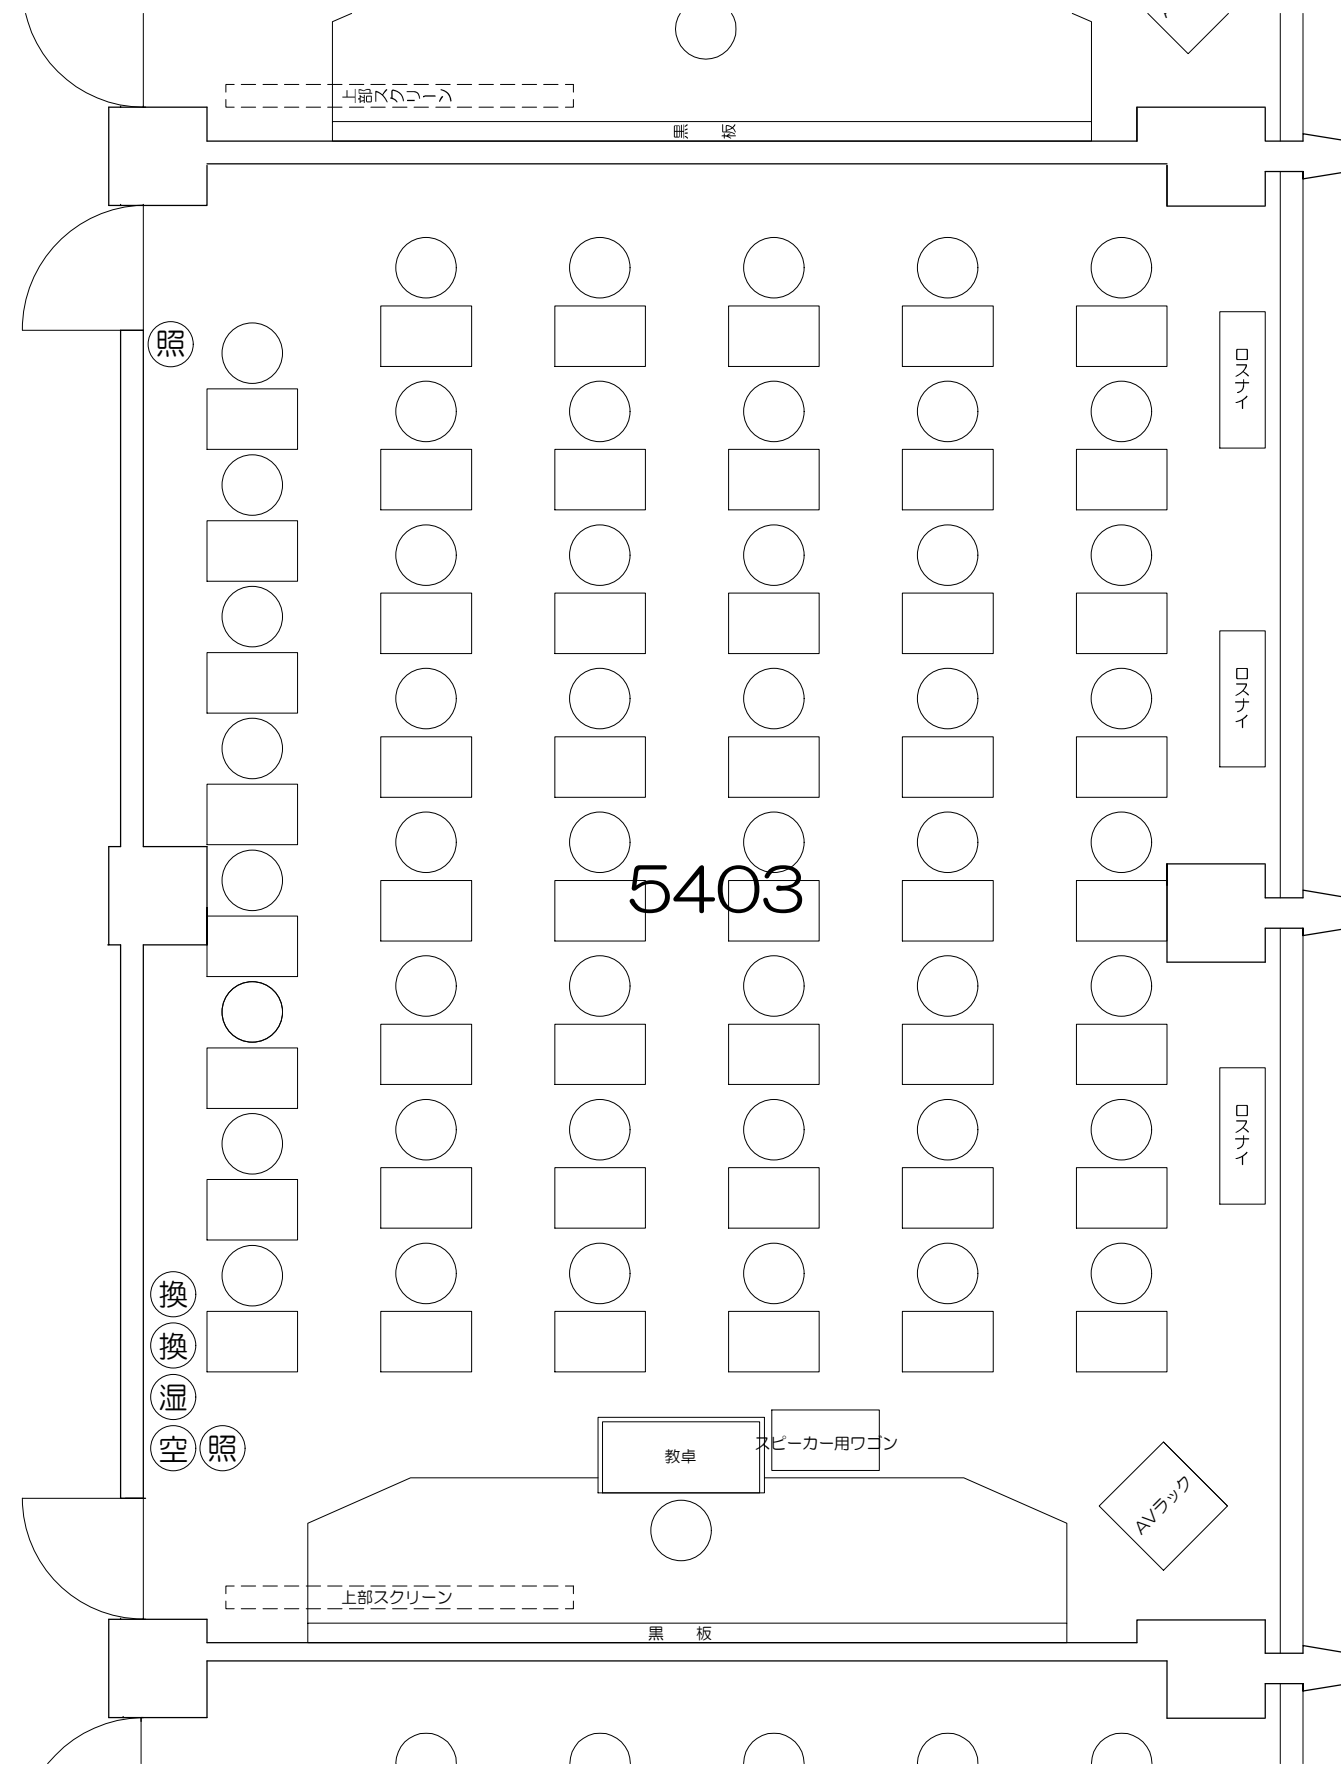 上部スクリーン
黒 板
照
ロスナイ
ロスナイ
5403
ロスナイ
換
換
湿
空 照
教卓
スピーカー用ワゴン
AVラック
上部スクリーン
黒 板